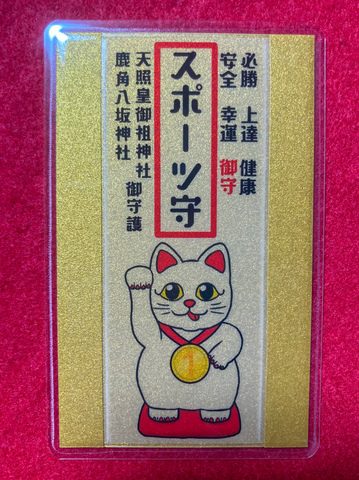 必勝 上達 健康
安全 幸運 御守
スポーツ守
天照皇御祖神社
鹿角八坂神社
御守護
1